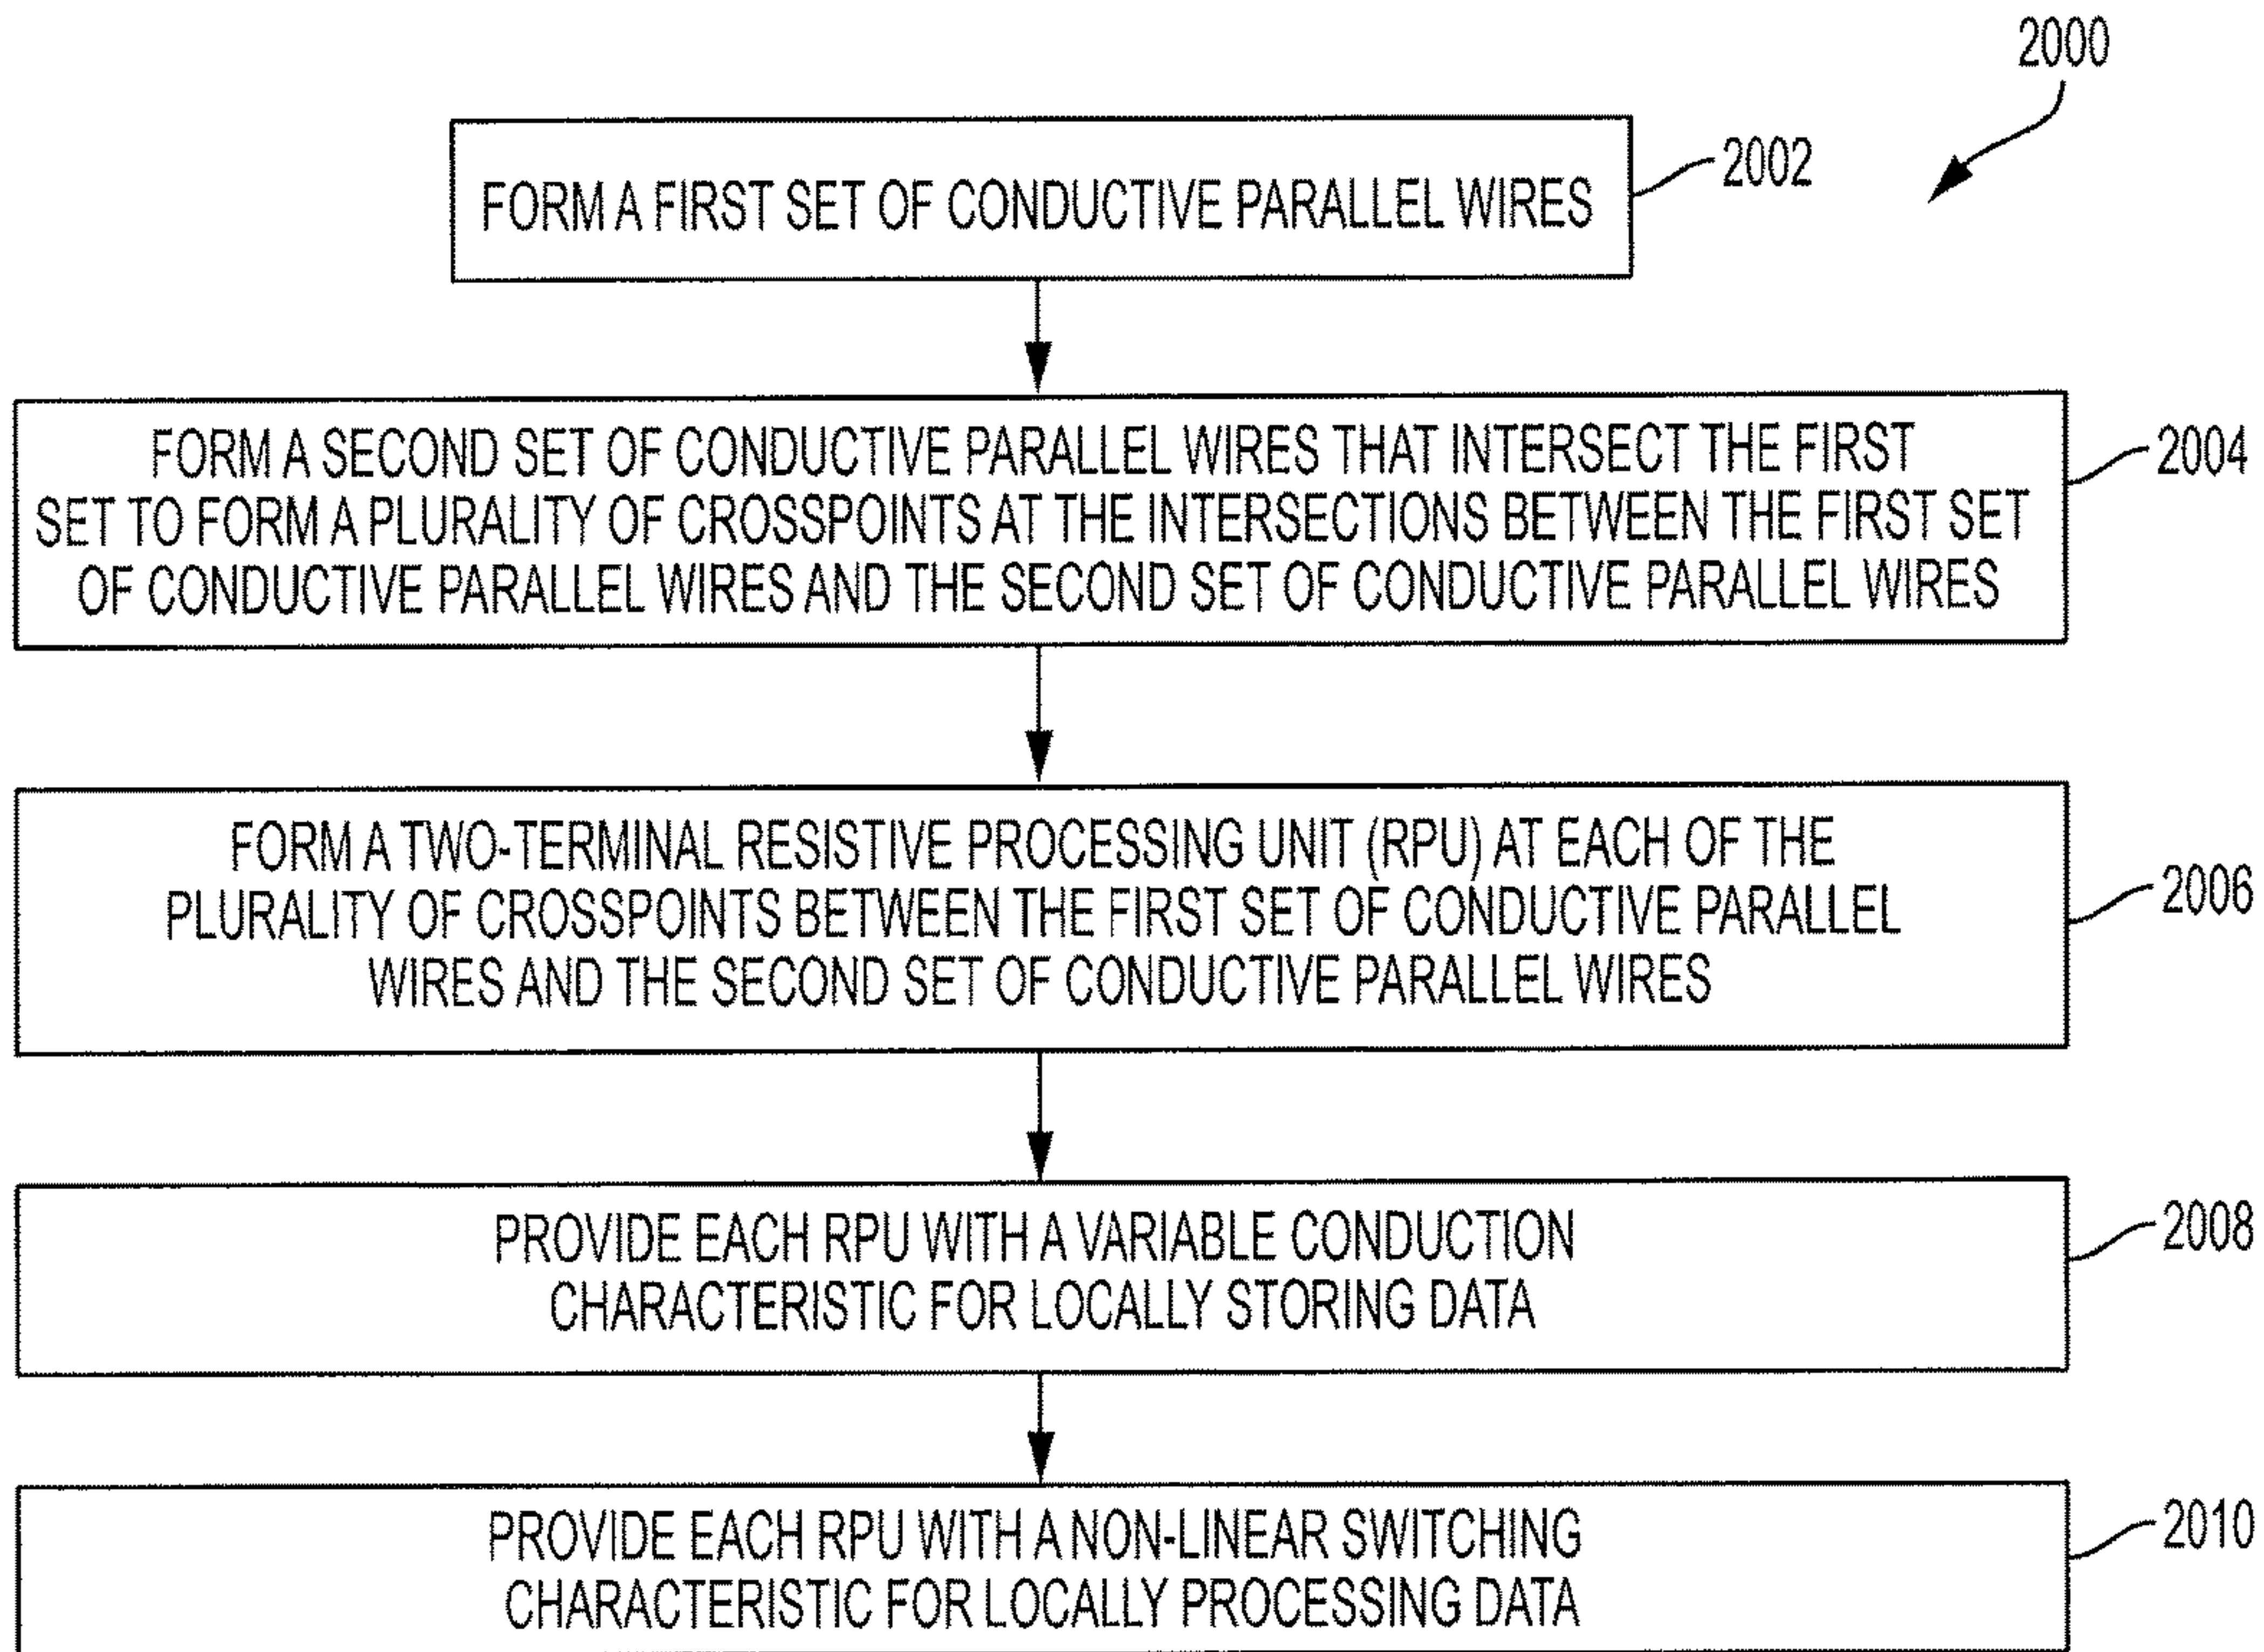 2000
FORM A FIRST SET OF CONDUCTIVE PARALLEL WIRES
2002
FORM A SECOND SET OF CONDUCTIVE PARALLEL WIRES THAT INTERSECT THE FIRST
SET TO FORM A PLURALITY OF CROSSPOINTS AT THE INTERSECTIONS BETWEEN THE FIRST SET
OF CONDUCTIVE PARALLEL WIRES AND THE SECOND SET OF CONDUCTIVE PARALLEL WIRES
2004
FORM A TWO-TERMINAL RESISTIVE PROCESSING UNIT (RPU) AT EACH OF THE
PLURALITY OF CROSSPOINTS BETWEEN THE FIRST SET OF CONDUCTIVE PARALLEL
WIRES AND THE SECOND SET OF CONDUCTIVE PARALLEL WIRES
2006
PROVIDE EACH RPU WITH A VARIABLE CONDUCTION
CHARACTERISTIC FOR LOCALLY STORING DATA
2008
PROVIDE EACH RPU WITH A NON-LINEAR SWITCHING
CHARACTERISTIC FOR LOCALLY PROCESSING DATA
2010